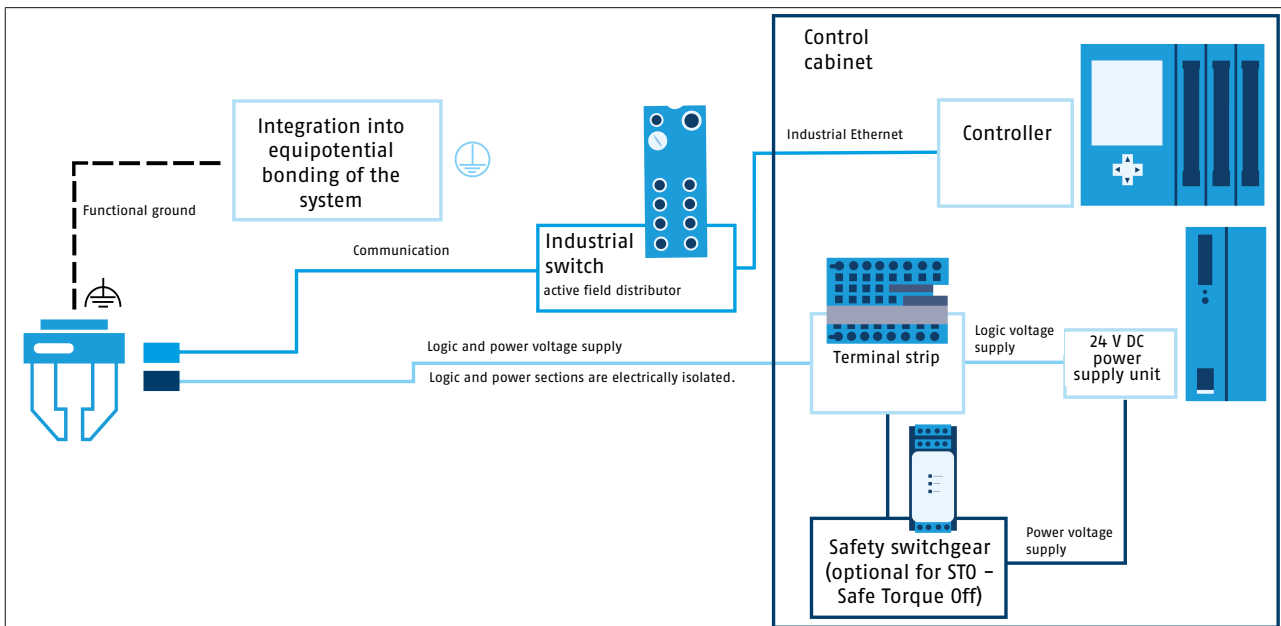 Control
cabinet
Integration into
equipotential
bonding of the
system
Industrial Ethernet
Controller
Functional ground
Communication
Industrial
switch
active field distributor
Logic and power voltage supply
Logic and power sections are electrically isolated.
Terminal strip
Logic voltage
supply
24 V DC
power
supply unit
Safety switchgear
(optional for STO –
Safe Torque Off)
Power voltage
supply